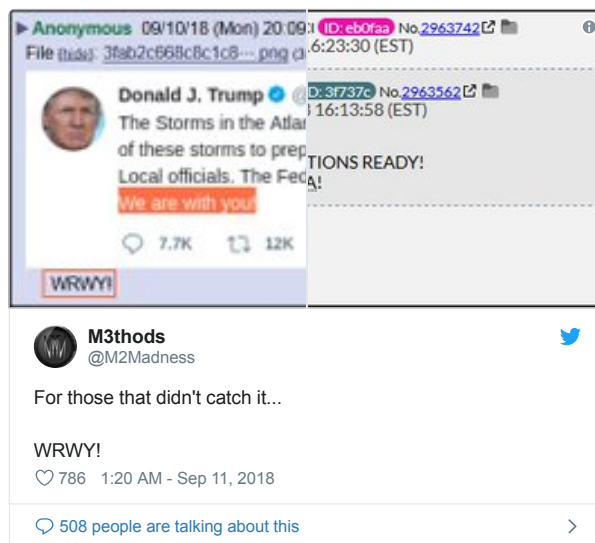 Anonymous 09/10/18 (Mon) 20:09
File (hide): 3fab2c668c8c1c8··· .png
Donald J. Trump
The Storms in the Atla
of these storms to prep
Local officials. The Fed
We are with you!
7.7K 12K
WRWY!
ID: eb0faa No.2963742
6:23:30 (EST)
D: 3f737c No.2963562
16:13:58 (EST)
TIONS READY!
A!
M3thods
@M2Madness
For those that didn't catch it...
WRWY!
786 1:20 AM - Sep 11, 2018
508 people are talking about this